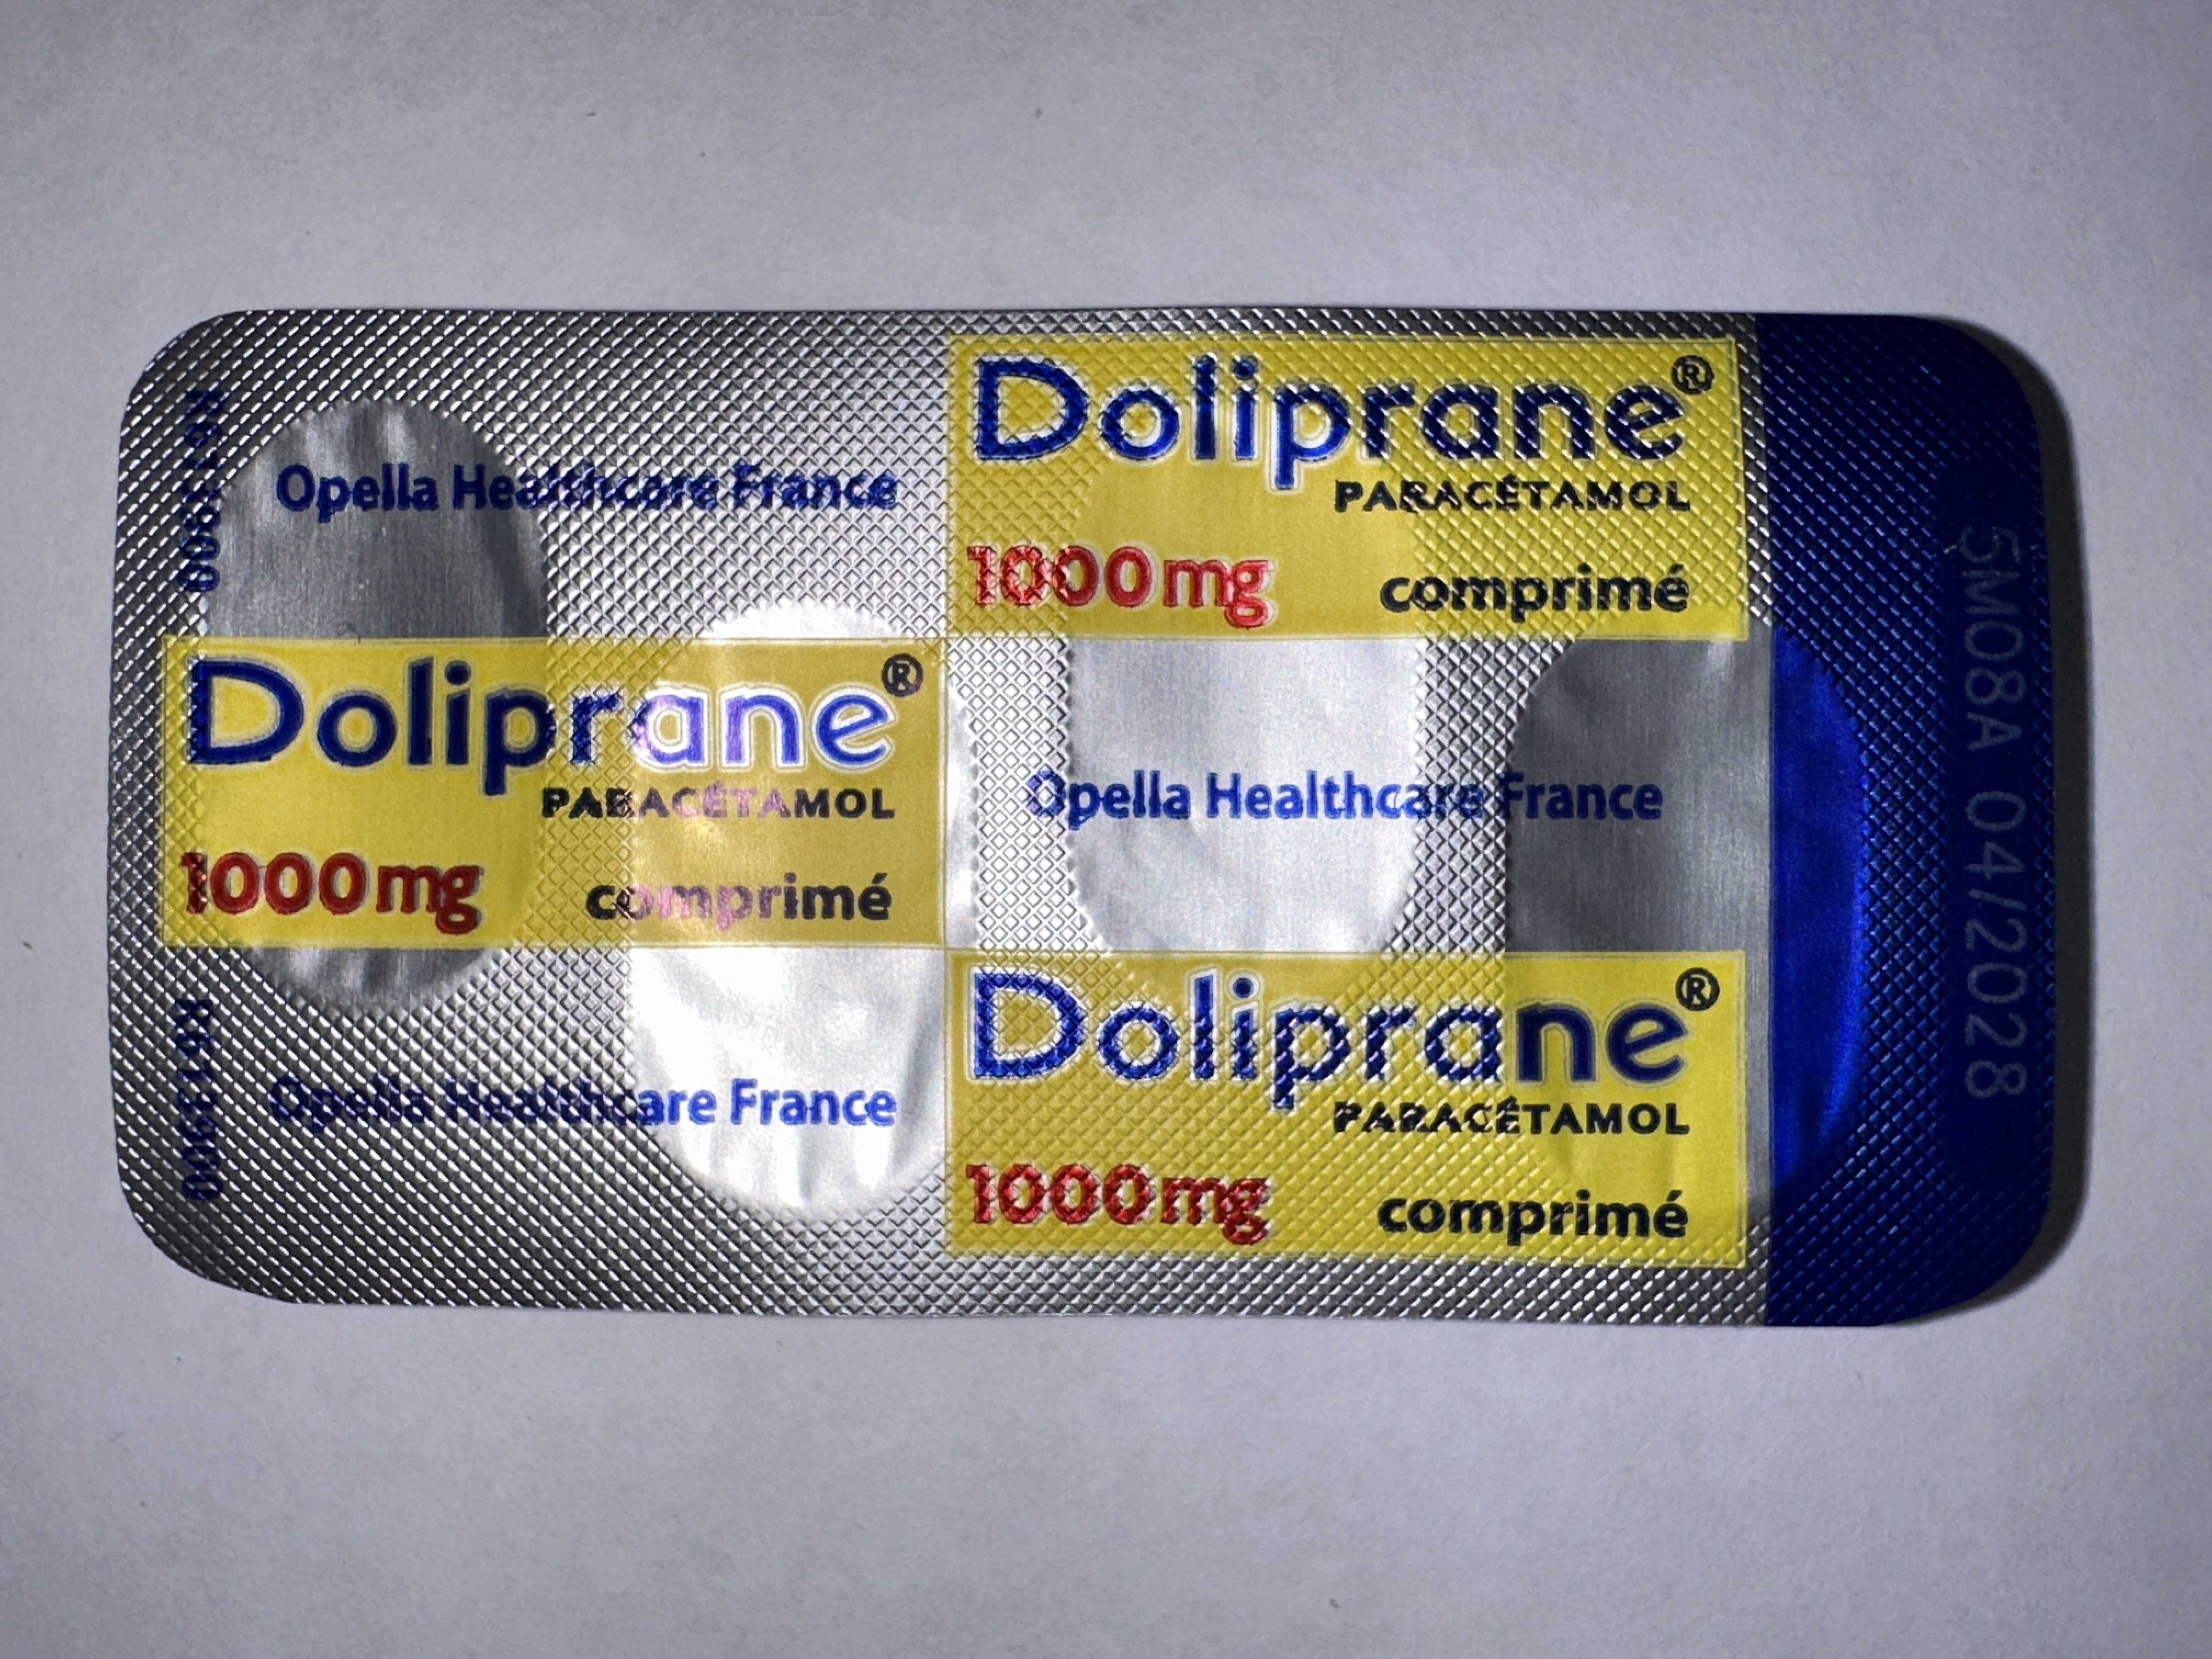 Doliprane®
PARACÉTAMOL
1000mg comprimé
Opella Healthcare France
Doliprane®
PARACÉTAMOL
1000mg comprimé
Opella Healthcare France
Doliprane®
PARACÉTAMOL
1000mg comprimé
Opella Healthcare France
5M08A 04/2028